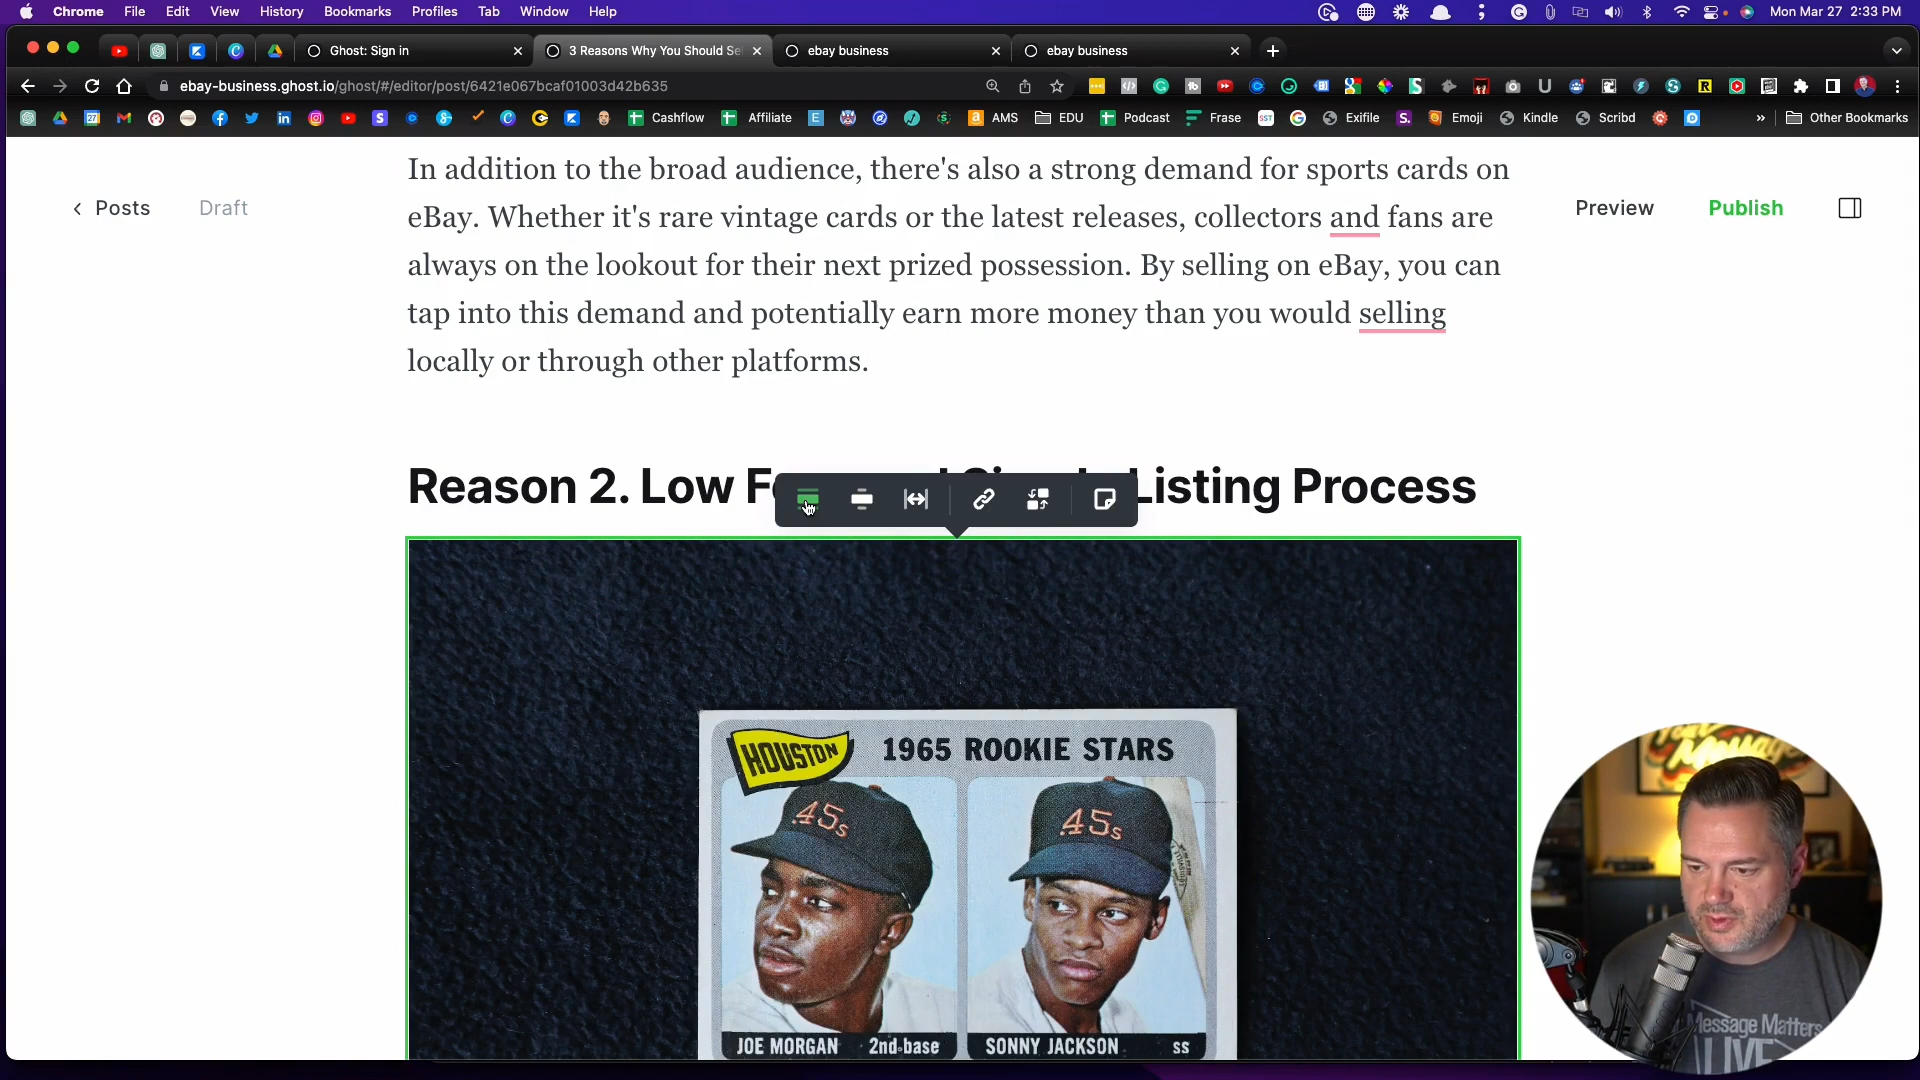 Chrome File Edit View History Bookmarks Profiles Tab Window Help
Mon Mar 27 2:33 PM
Ghost: Sign in
3 Reasons Why You Should Se
ebay business
ebay business
ebay-business.ghost.io/ghost/#/editor/post/6421e067bcaf01003d42b635
Cashflow
Affiliate
AMS
EDU
Podcast
Frase
Exifile
Emoji
Kindle
Scribd
Other Bookmarks
Posts
Draft
Preview
Publish
In addition to the broad audience, there's also a strong demand for sports cards on
eBay. Whether it's rare vintage cards or the latest releases, collectors and fans are
always on the lookout for their next prized possession. By selling on eBay, you can
tap into this demand and potentially earn more money than you would selling
locally or through other platforms.
Reason 2. Low Listing Process
HOUSTON
1965 ROOKIE STARS
.45s
.45s
JOE MORGAN 2nd-base
SONNY JACKSON ss
Message Matters
LIVE